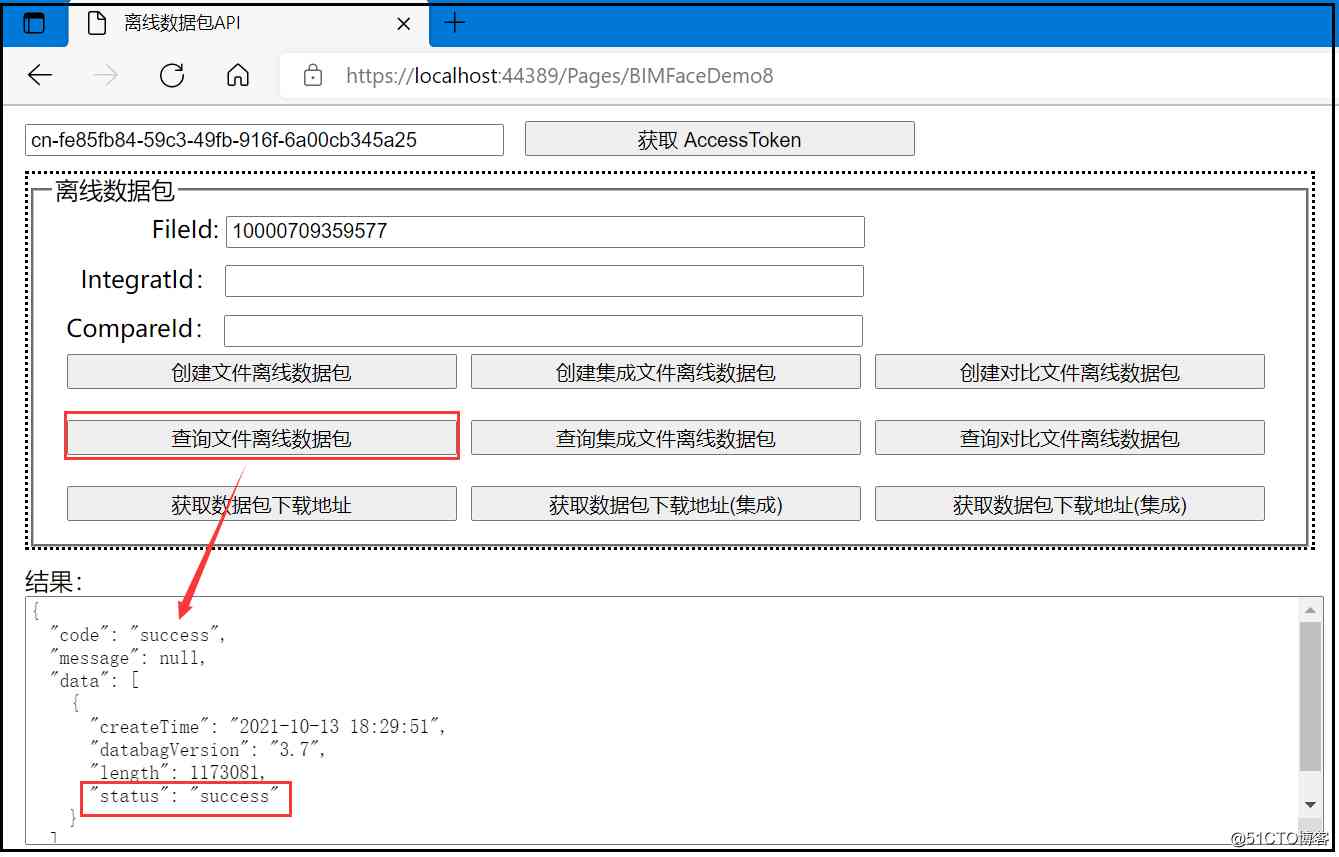 离线数据包API
https://localhost:44389/Pages/BIMFaceDemo8
cn-fe85fb84-59c3-49fb-916f-6a00cb345a25 获取 AccessToken
离线数据包
FileId: 10000709359577
IntegratId：
CompareId：
创建文件离线数据包 创建集成文件离线数据包 创建对比文件离线数据包
查询文件离线数据包 查询集成文件离线数据包 查询对比文件离线数据包
获取数据包下载地址 获取数据包下载地址(集成) 获取数据包下载地址(集成)
结果：
{
"code": "success",
"message": null,
"data": [
{
"createTime": "2021-10-13 18:29:51",
"databagVersion": "3.7",
"length": 1173081,
"status": "success"
}
]
@51CTO博客